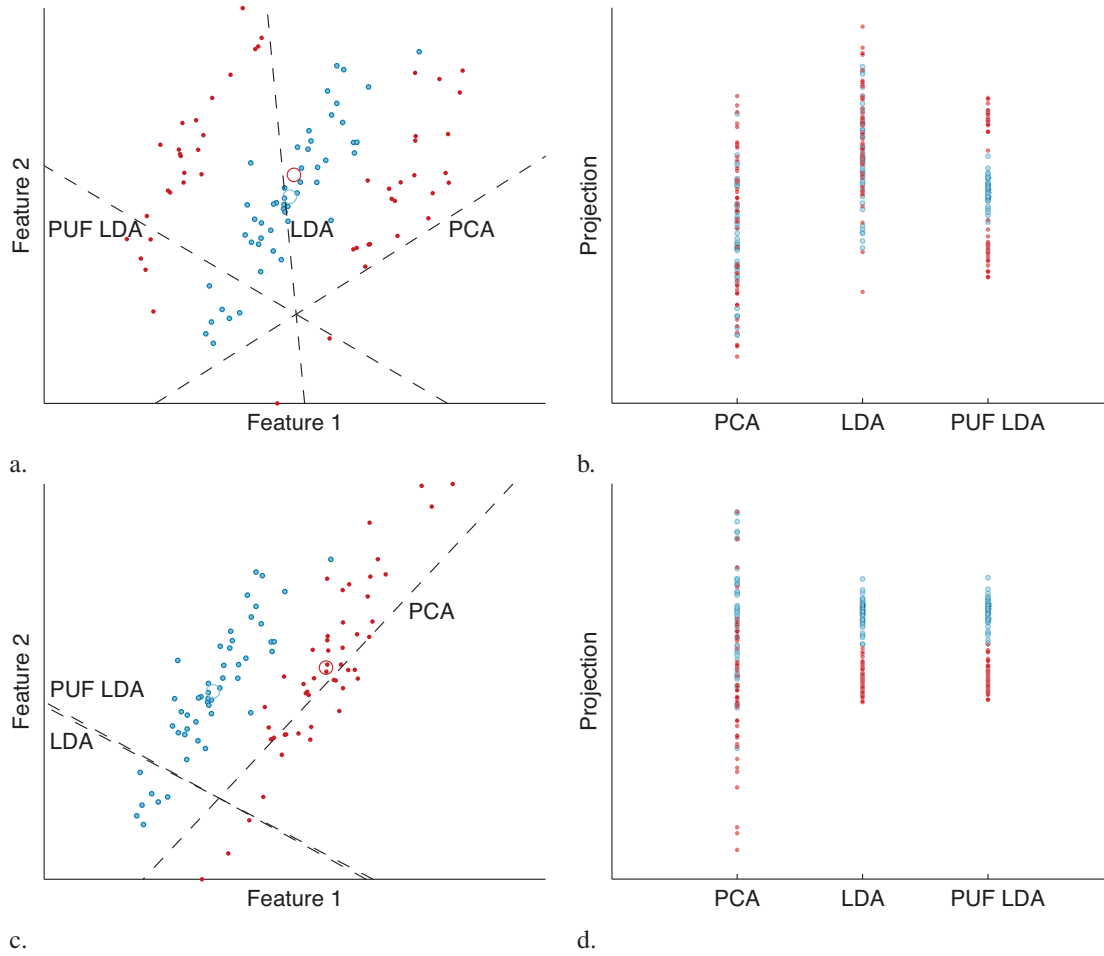 Feature 2
PUF LDA
LDA
PCA
Feature 1
a.
Projection
PCA
LDA
PUF LDA
b.
Feature 2
PCA
PUF LDA
LDA
Feature 1
c.
Projection
PCA
LDA
PUF LDA
d.